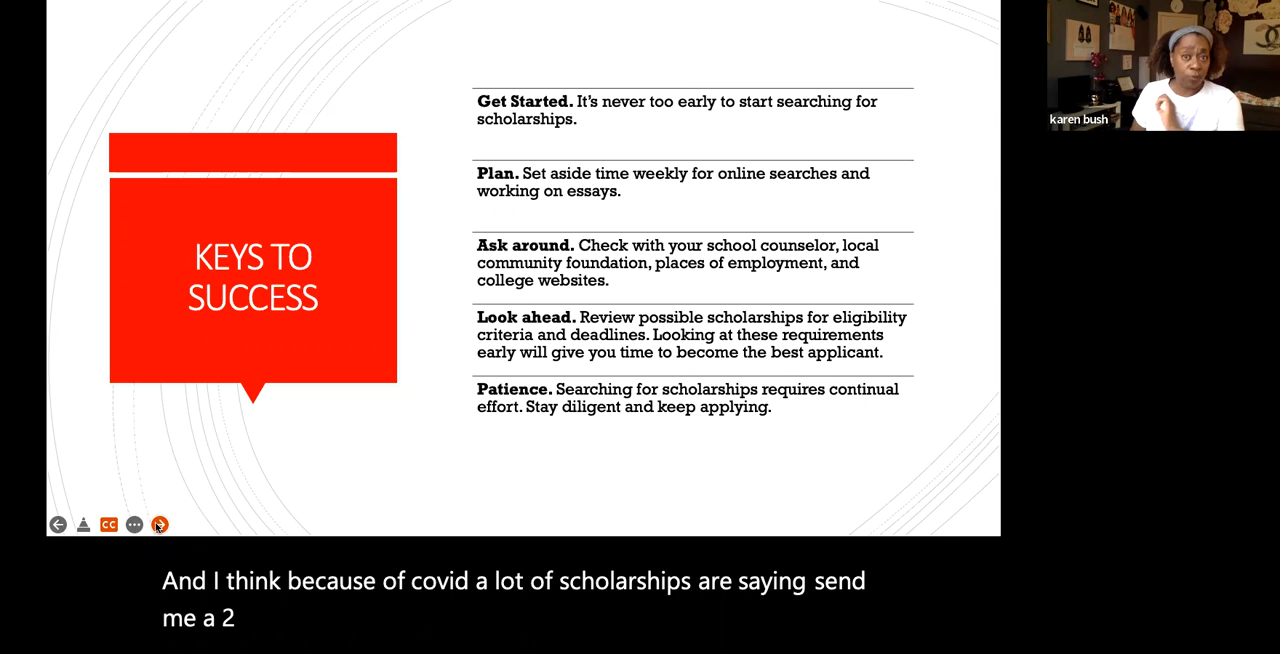 KEYS TO
SUCCESS
Get Started. It's never too early to start searching for
scholarships.
Plan. Set aside time weekly for online searches and
working on essays.
Ask around. Check with your school counselor, local
community foundation, places of employment, and
college websites.
Look ahead. Review possible scholarships for eligibility
criteria and deadlines. Looking at these requirements
early will give you time to become the best applicant.
Patience. Searching for scholarships requires continual
effort. Stay diligent and keep applying.
karen bush
CC
And I think because of covid a lot of scholarships are saying send
me a 2